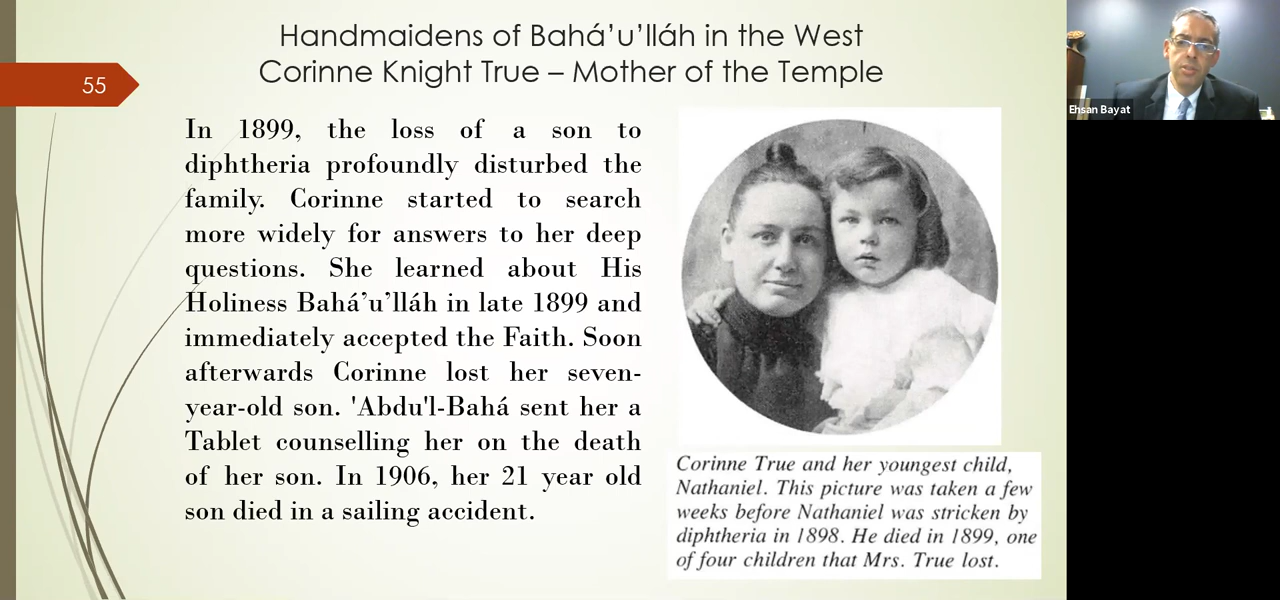 Handmaidens of Bahá’u’lláh in the West
Corinne Knight True – Mother of the Temple
55
In 1899, the loss of a son to
diphtheria profoundly disturbed the
family. Corinne started to search
more widely for answers to her deep
questions. She learned about His
Holiness Bahá’u’lláh in late 1899 and
immediately accepted the Faith. Soon
afterwards Corinne lost her seven-
year-old son. 'Abdu'l-Bahá sent her a
Tablet counselling her on the death
of her son. In 1906, her 21 year old
son died in a sailing accident.
Corinne True and her youngest child,
Nathaniel. This picture was taken a few
weeks before Nathaniel was stricken by
diphtheria in 1898. He died in 1899, one
of four children that Mrs. True lost.
Ehsan Bayat